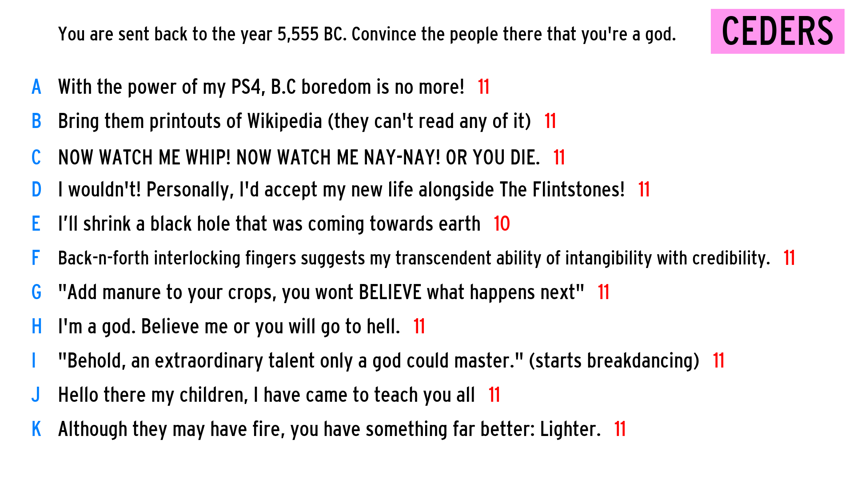 You are sent back to the year 5,555 BC. Convince the people there that you're a god.
CEDERS
A With the power of my PS4, B.C boredom is no more! 11
B Bring them printouts of Wikipedia (they can't read any of it) 11
C NOW WATCH ME WHIP! NOW WATCH ME NAY-NAY! OR YOU DIE. 11
D I wouldn't! Personally, I'd accept my new life alongside The Flintstones! 11
E I’ll shrink a black hole that was coming towards earth 10
F Back-n-forth interlocking fingers suggests my transcendent ability of intangibility with credibility. 11
G "Add manure to your crops, you wont BELIEVE what happens next" 11
H I'm a god. Believe me or you will go to hell. 11
I "Behold, an extraordinary talent only a god could master." (starts breakdancing) 11
J Hello there my children, I have came to teach you all 11
K Although they may have fire, you have something far better: Lighter. 11